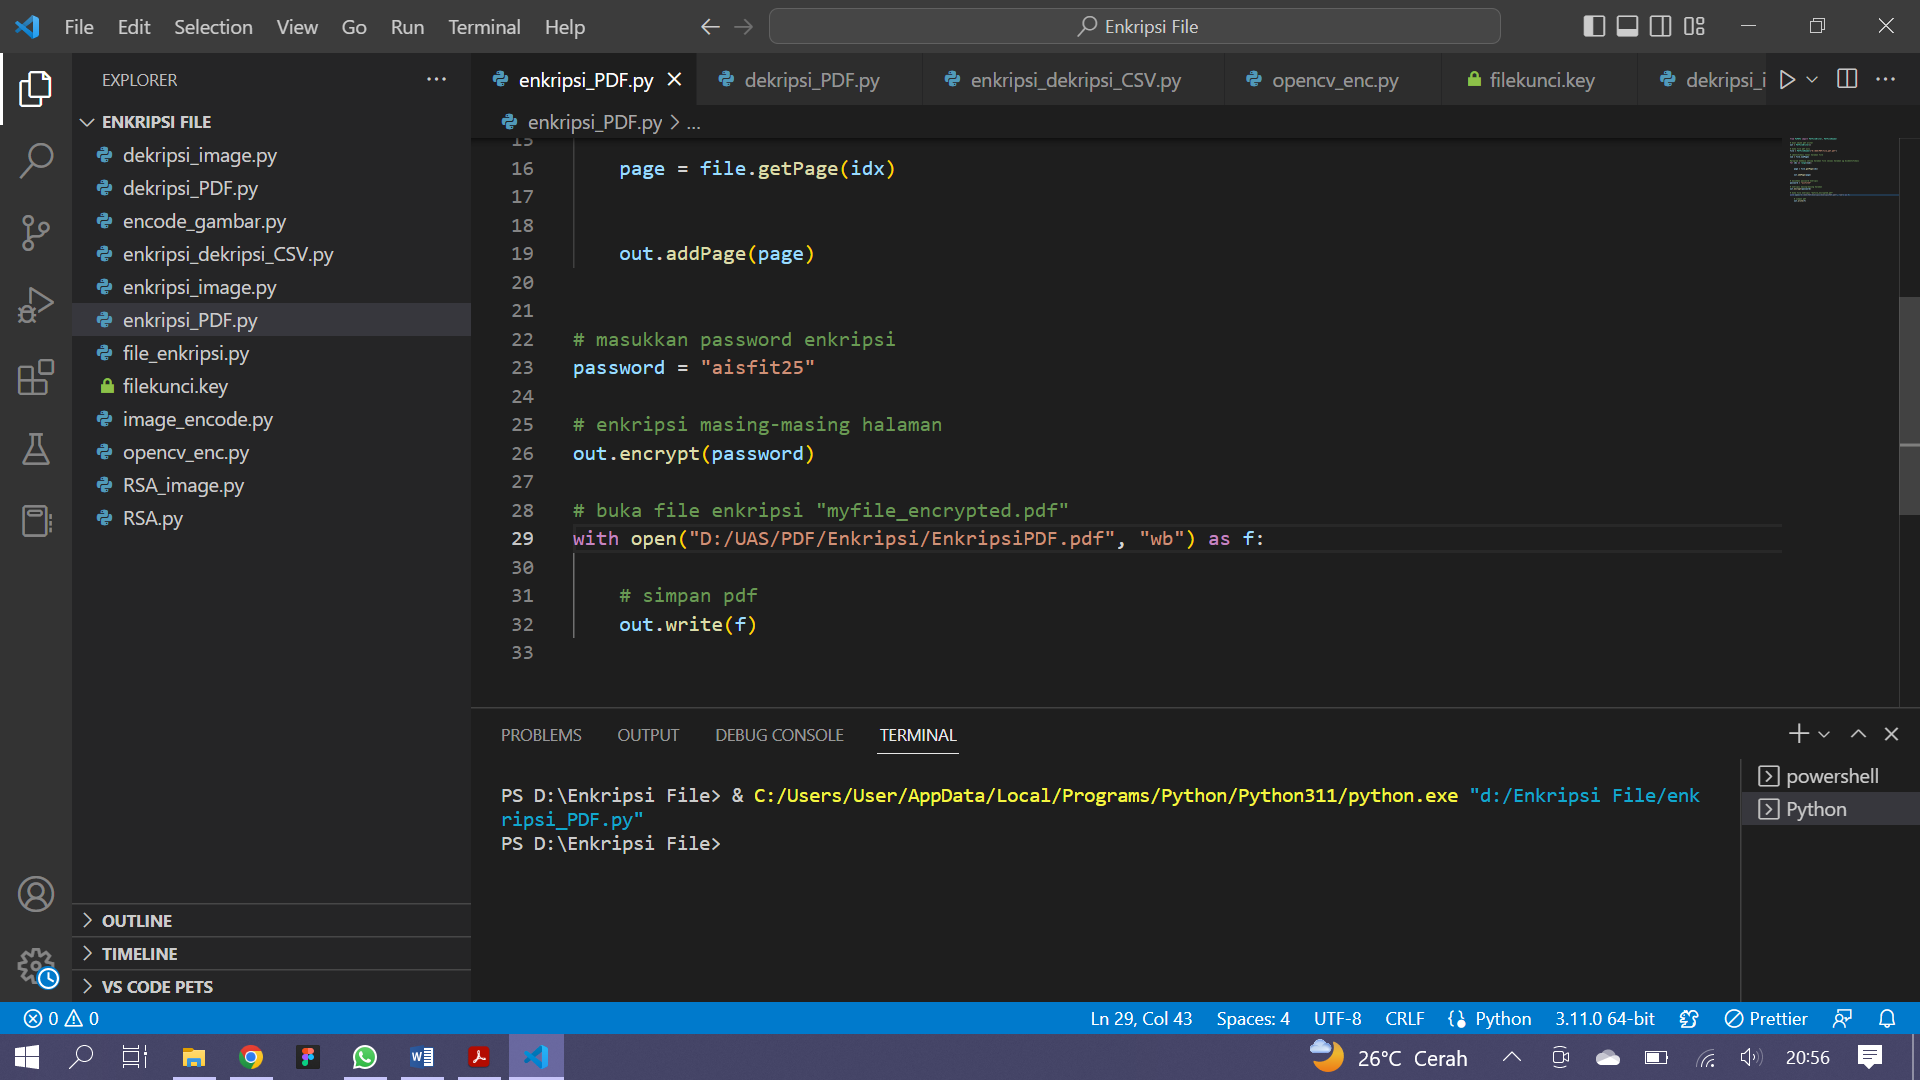 File Edit Selection View Go Run Terminal Help
Enkripsi File
EXPLORER
ENKRIPSI FILE
dekripsi_image.py
dekripsi_PDF.py
encode_gambar.py
enkripsi_dekripsi_CSV.py
enkripsi_image.py
enkripsi_PDF.py
file_enkripsi.py
filekunci.key
image_encode.py
opencv_enc.py
RSA_image.py
RSA.py
OUTLINE
TIMELINE
VS CODE PETS
enkripsi_PDF.py dekripsi_PDF.py enkripsi_dekripsi_CSV.py opencv_enc.py filekunci.key dekripsi_i
enkripsi_PDF.py > ...
15
16 page = file.getPage(idx)
17
18
19 out.addPage(page)
20
21
22 # masukkan password enkripsi
23 password = "aisfit25"
24
25 # enkripsi masing-masing halaman
26 out.encrypt(password)
27
28 # buka file enkripsi "myfile_encrypted.pdf"
29 with open("D:/UAS/PDF/Enkripsi/EnkripsiPDF.pdf", "wb") as f:
30
31 # simpan pdf
32 out.write(f)
33
PROBLEMS OUTPUT DEBUG CONSOLE TERMINAL
PS D:\Enkripsi File> & C:/Users/User/AppData/Local/Programs/Python/Python311/python.exe "d:/Enkripsi File/enk
ripsi_PDF.py"
PS D:\Enkripsi File>
powershell
Python
0 0 Ln 29, Col 43 Spaces: 4 UTF-8 CRLF Python 3.11.0 64-bit Prettier
26°C Cerah 20:56